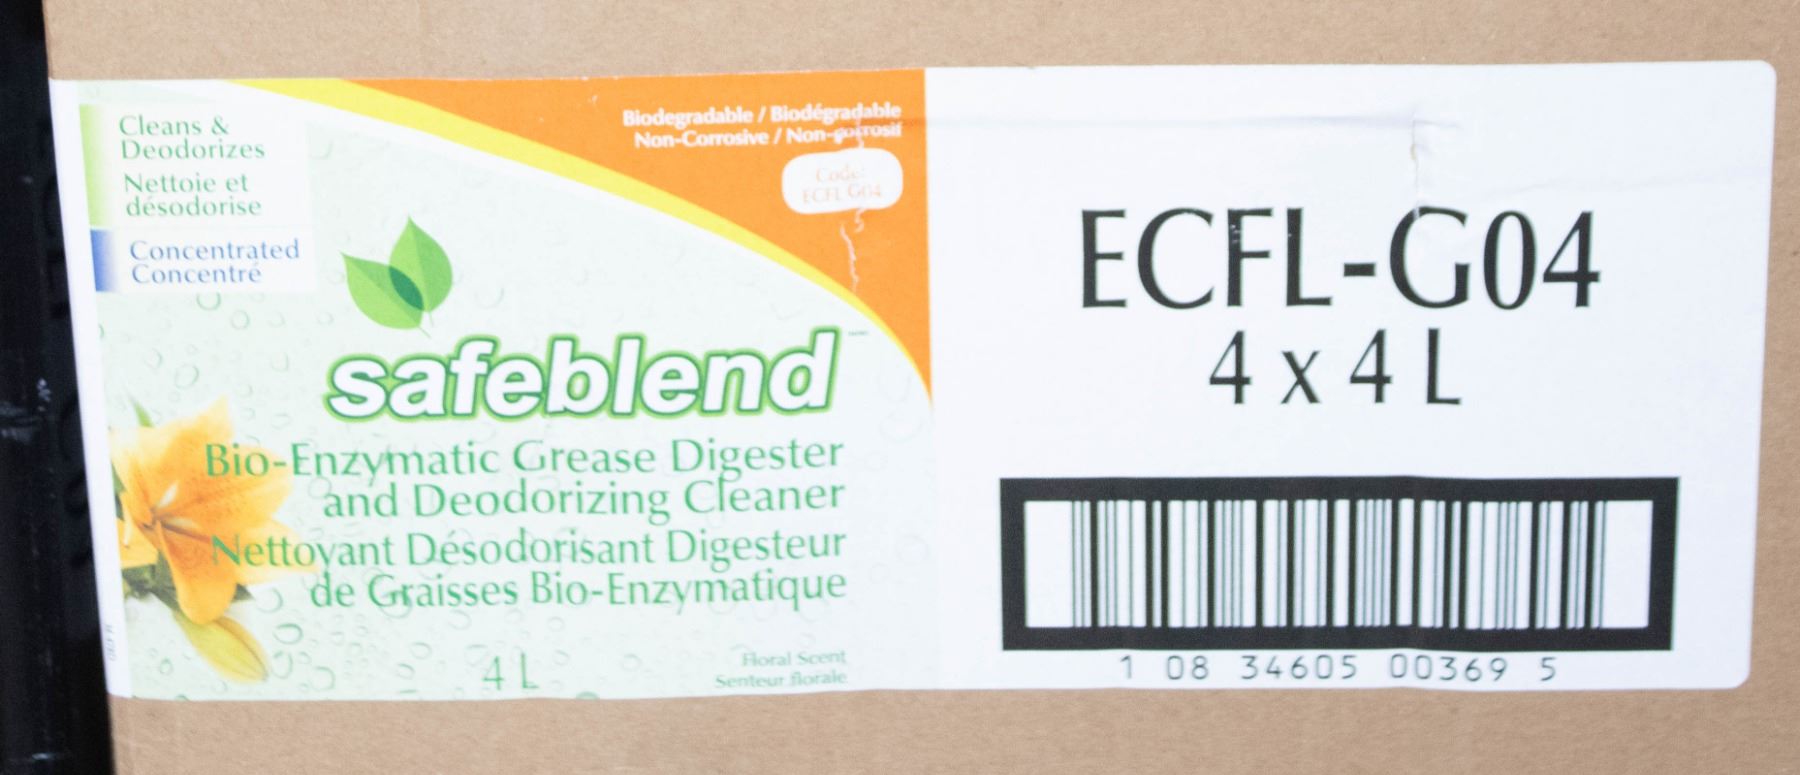 Cleans &
Deodorizes
Nettoie et
désodorise
Concentrated
Concentré
Biodegradable / Biodégradable
Non-Corrosive / Non-corrosif
Code:
ECFL G04
safeblend
Bio-Enzymatic Grease Digester
and Deodorizing Cleaner
Nettoyant Désodorisant Digesteur
de Graisses Bio-Enzymatique
4 L
Floral Scent
Senteur florale
ECFL-G04
4 x 4 L
1 08 34605 00369 5